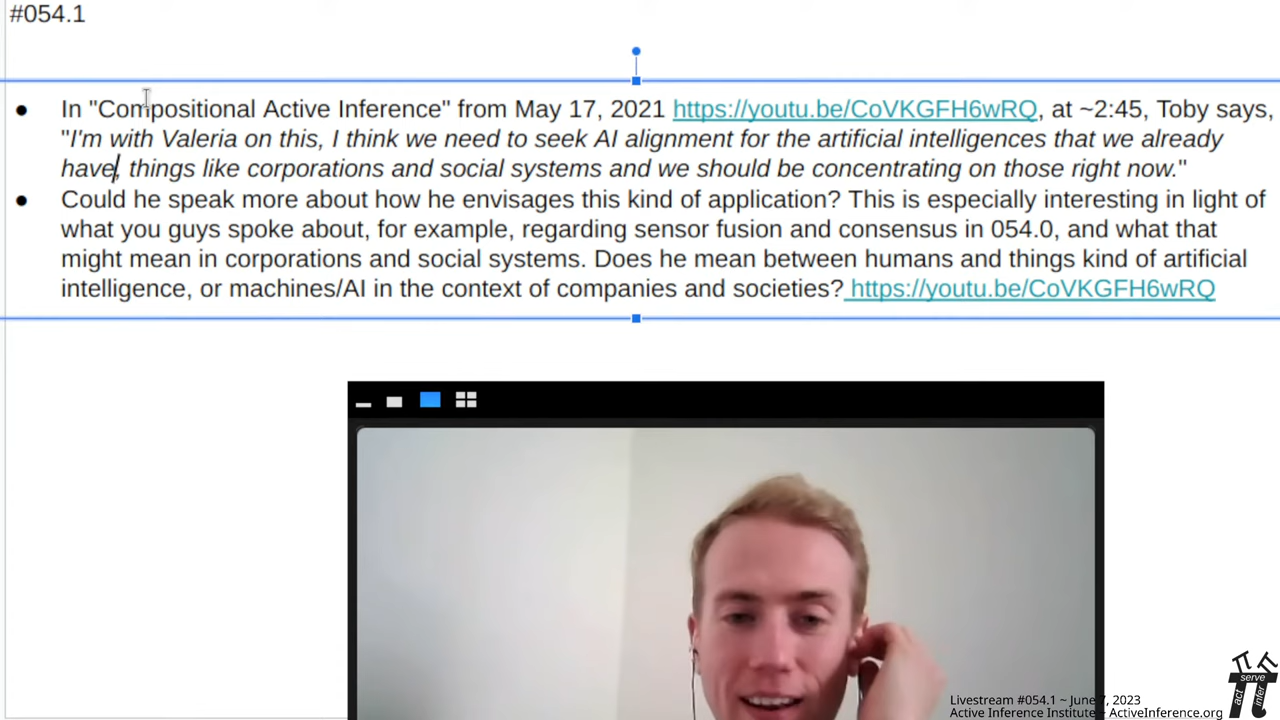 #054.1
● In "Compositional Active Inference" from May 17, 2021 https://youtu.be/CoVKGFH6wRQ, at ~2:45, Toby says,
"I'm with Valeria on this, I think we need to seek AI alignment for the artificial intelligences that we already
have, things like corporations and social systems and we should be concentrating on those right now."
● Could he speak more about how he envisages this kind of application? This is especially interesting in light of
what you guys spoke about, for example, regarding sensor fusion and consensus in 054.0, and what that
might mean in corporations and social systems. Does he mean between humans and things kind of artificial
intelligence, or machines/AI in the context of companies and societies? https://youtu.be/CoVKGFH6wRQ
act serve infer
Livestream #054.1 ~ June 7, 2023
Active Inference Institute ~ ActiveInference.org